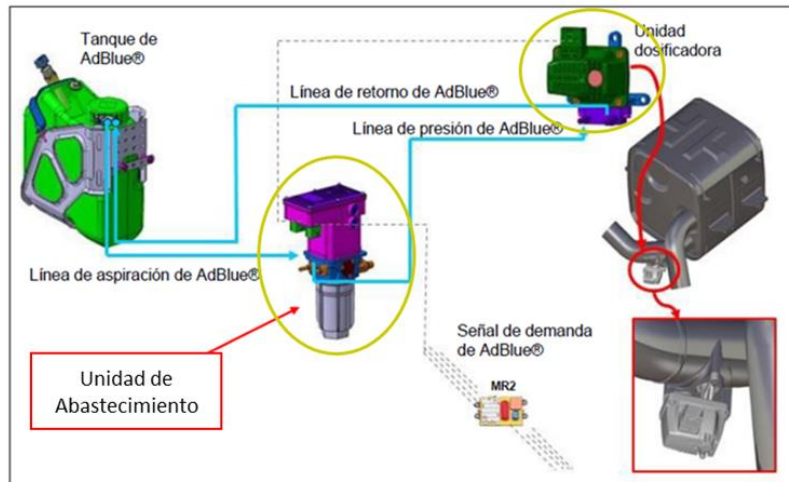 Tanque de
AdBlue®
Unidad
dosificadora
Línea de retorno de AdBlue®
Línea de presión de AdBlue®
Línea de aspiración de AdBlue®
Señal de demanda
de AdBlue®
MR2
Unidad de
Abastecimiento